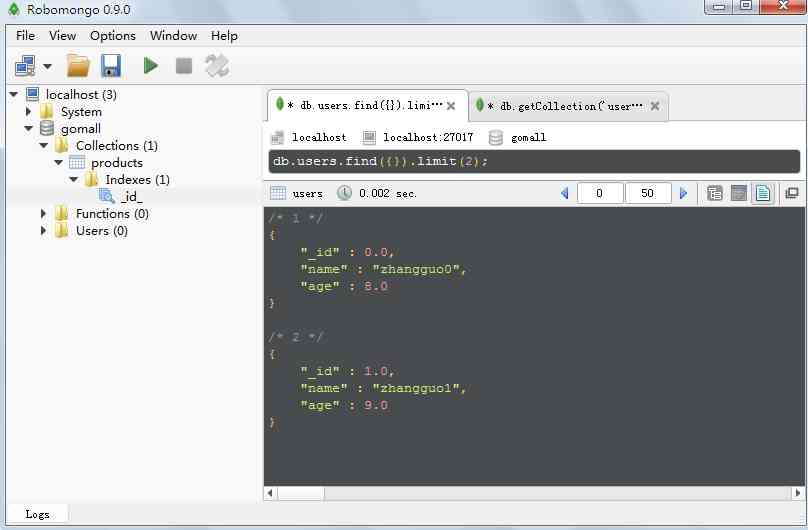 Robomongo 0.9.0
File View Options Window Help
localhost (3)
System
gomall
Collections (1)
products
Indexes (1)
_id_
Functions (0)
Users (0)
* db.users.find({}).limi...
* db.getCollection('user...
localhost localhost:27017 gomall
db.users.find({}).limit(2);
users 0.002 sec. 0 50
/* 1 */
{
"_id" : 0.0,
"name" : "zhangguo0",
"age" : 8.0
}
/* 2 */
{
"_id" : 1.0,
"name" : "zhangguo1",
"age" : 9.0
}
Logs